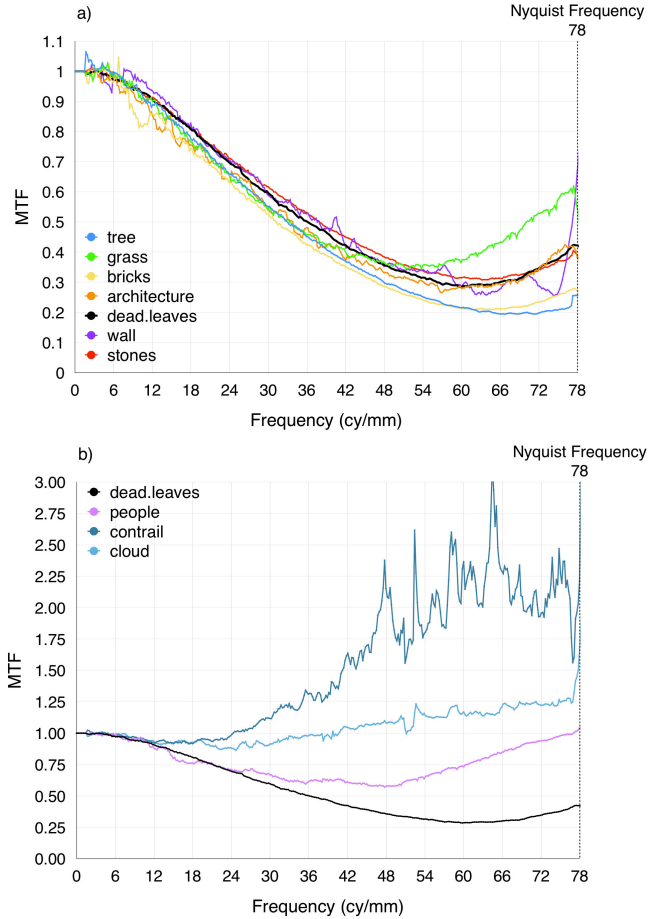 a)
Nyquist Frequency
78
1.1
1
0.9
0.8
0.7
0.6
0.5
0.4
0.3
0.2
0.1
0
MTF
tree
grass
bricks
architecture
dead.leaves
wall
stones
0 6 12 18 24 30 36 42 48 54 60 66 72 78
Frequency (cy/mm)
b)
Nyquist Frequency
78
3.00
2.75
2.50
2.25
2.00
1.75
1.50
1.25
1.00
0.75
0.50
0.25
0.00
MTF
dead.leaves
people
contrail
cloud
0 6 12 18 24 30 36 42 48 54 60 66 72 78
Frequency (cy/mm)